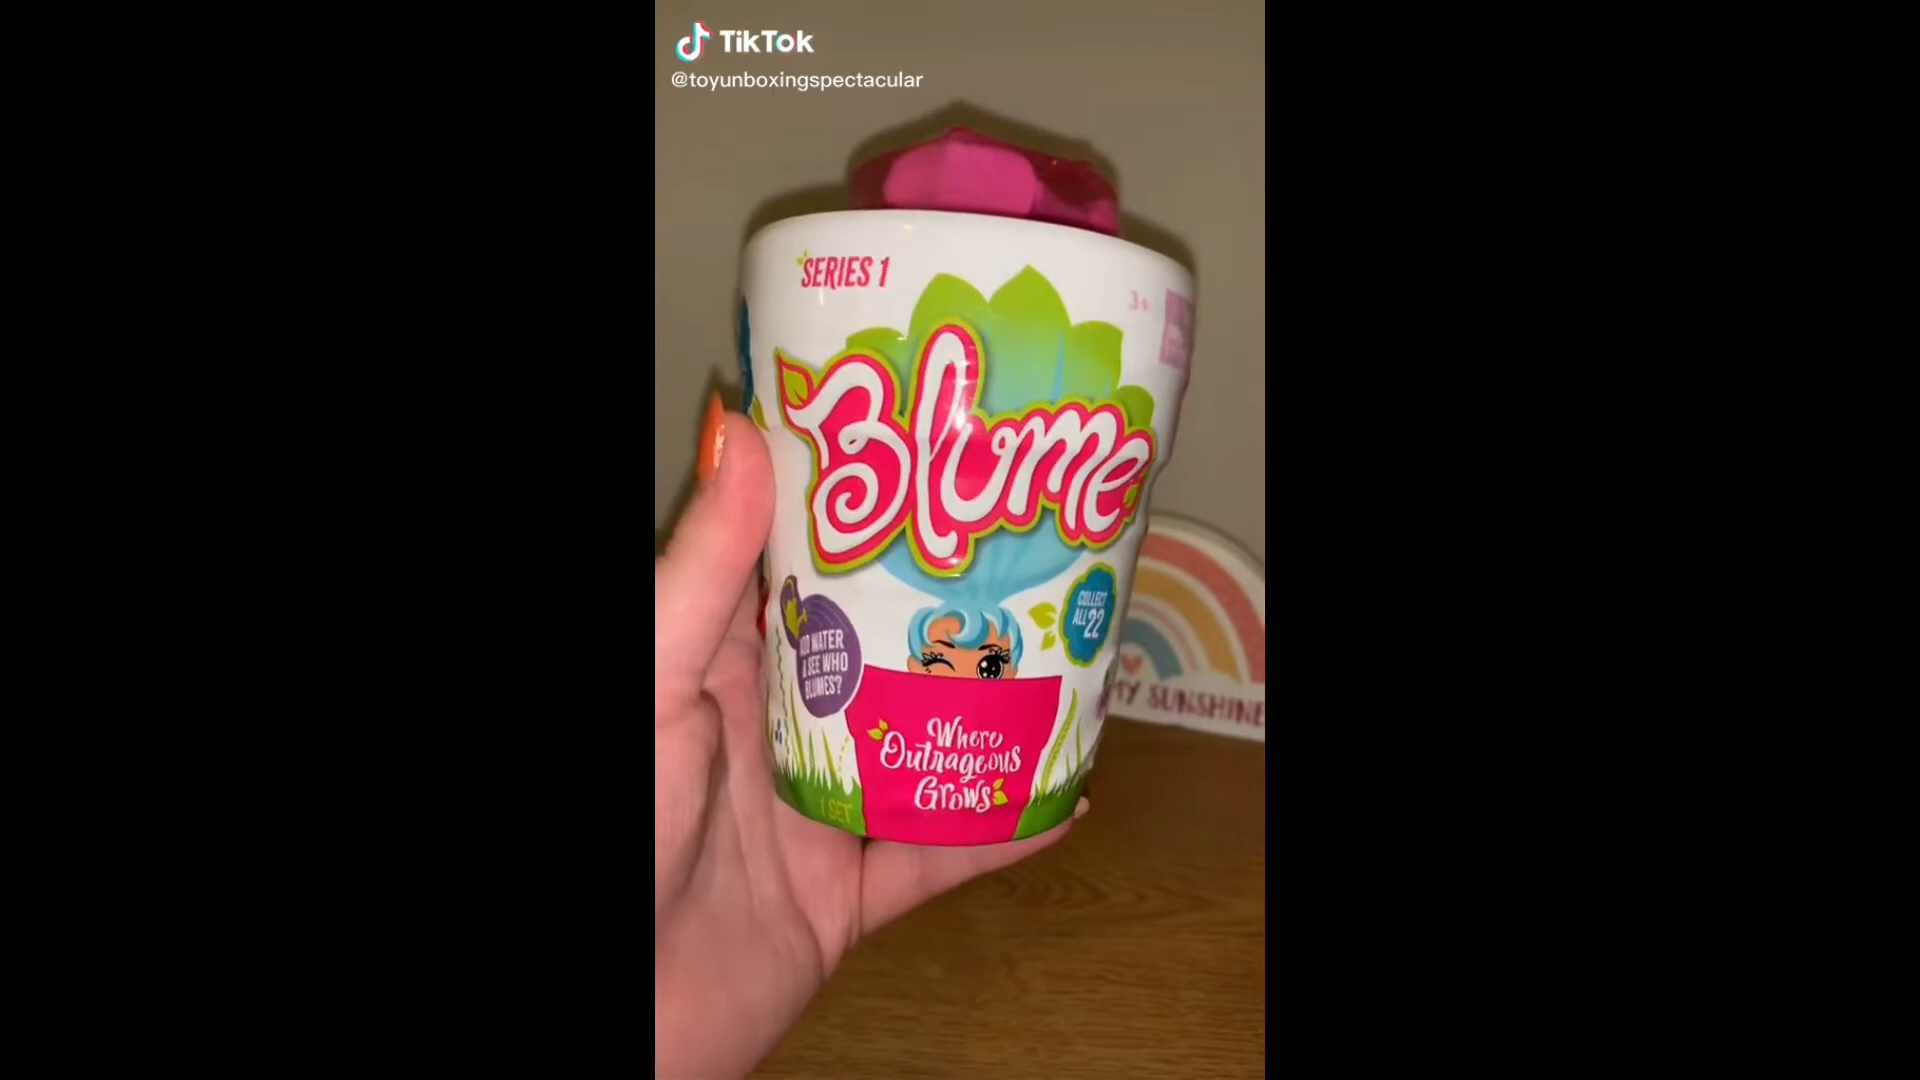 TikTok
@toyunboxingspectacular
SERIES 1
3+
Blume
COLLECT
ALL 22
ADD WATER
& SEE WHO
BLUMES?
MY SUNSHINE
Where
Outrageous
Grows
1 SET